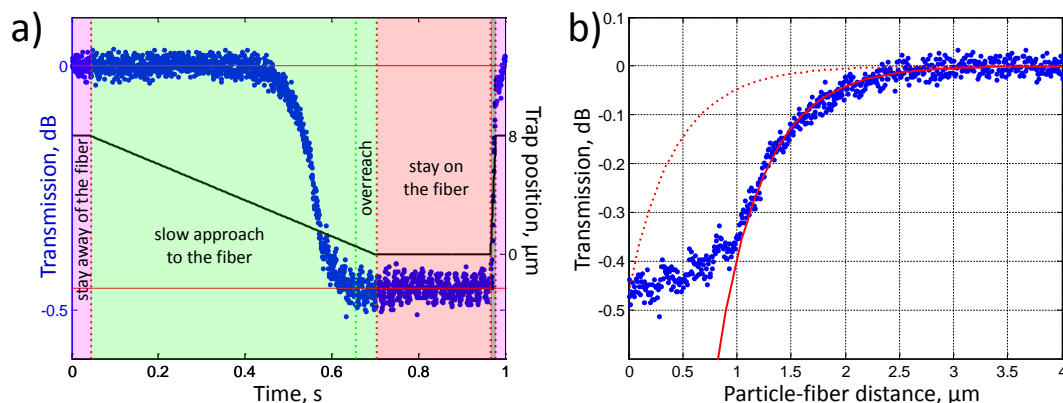 a)
Transmission, dB
0
-0.5
stay away of the fiber
slow approach
to the fiber
overreach
stay on
the fiber
8
0
Trap position, µm
0
0.2
0.4
0.6
0.8
1
Time, s
b)
Transmission, dB
0.1
0
-0.1
-0.2
-0.3
-0.4
-0.5
0
0.5
1
1.5
2
2.5
3
3.5
4
Particle-fiber distance, µm